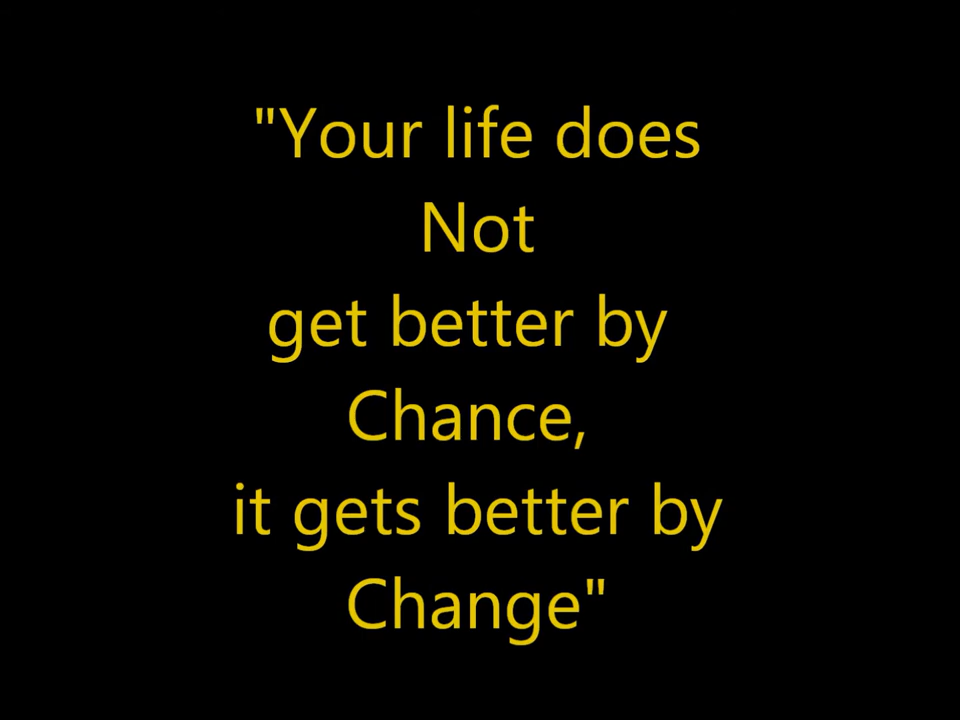 "Your life does
Not
get better by
Chance,
it gets better by
Change"